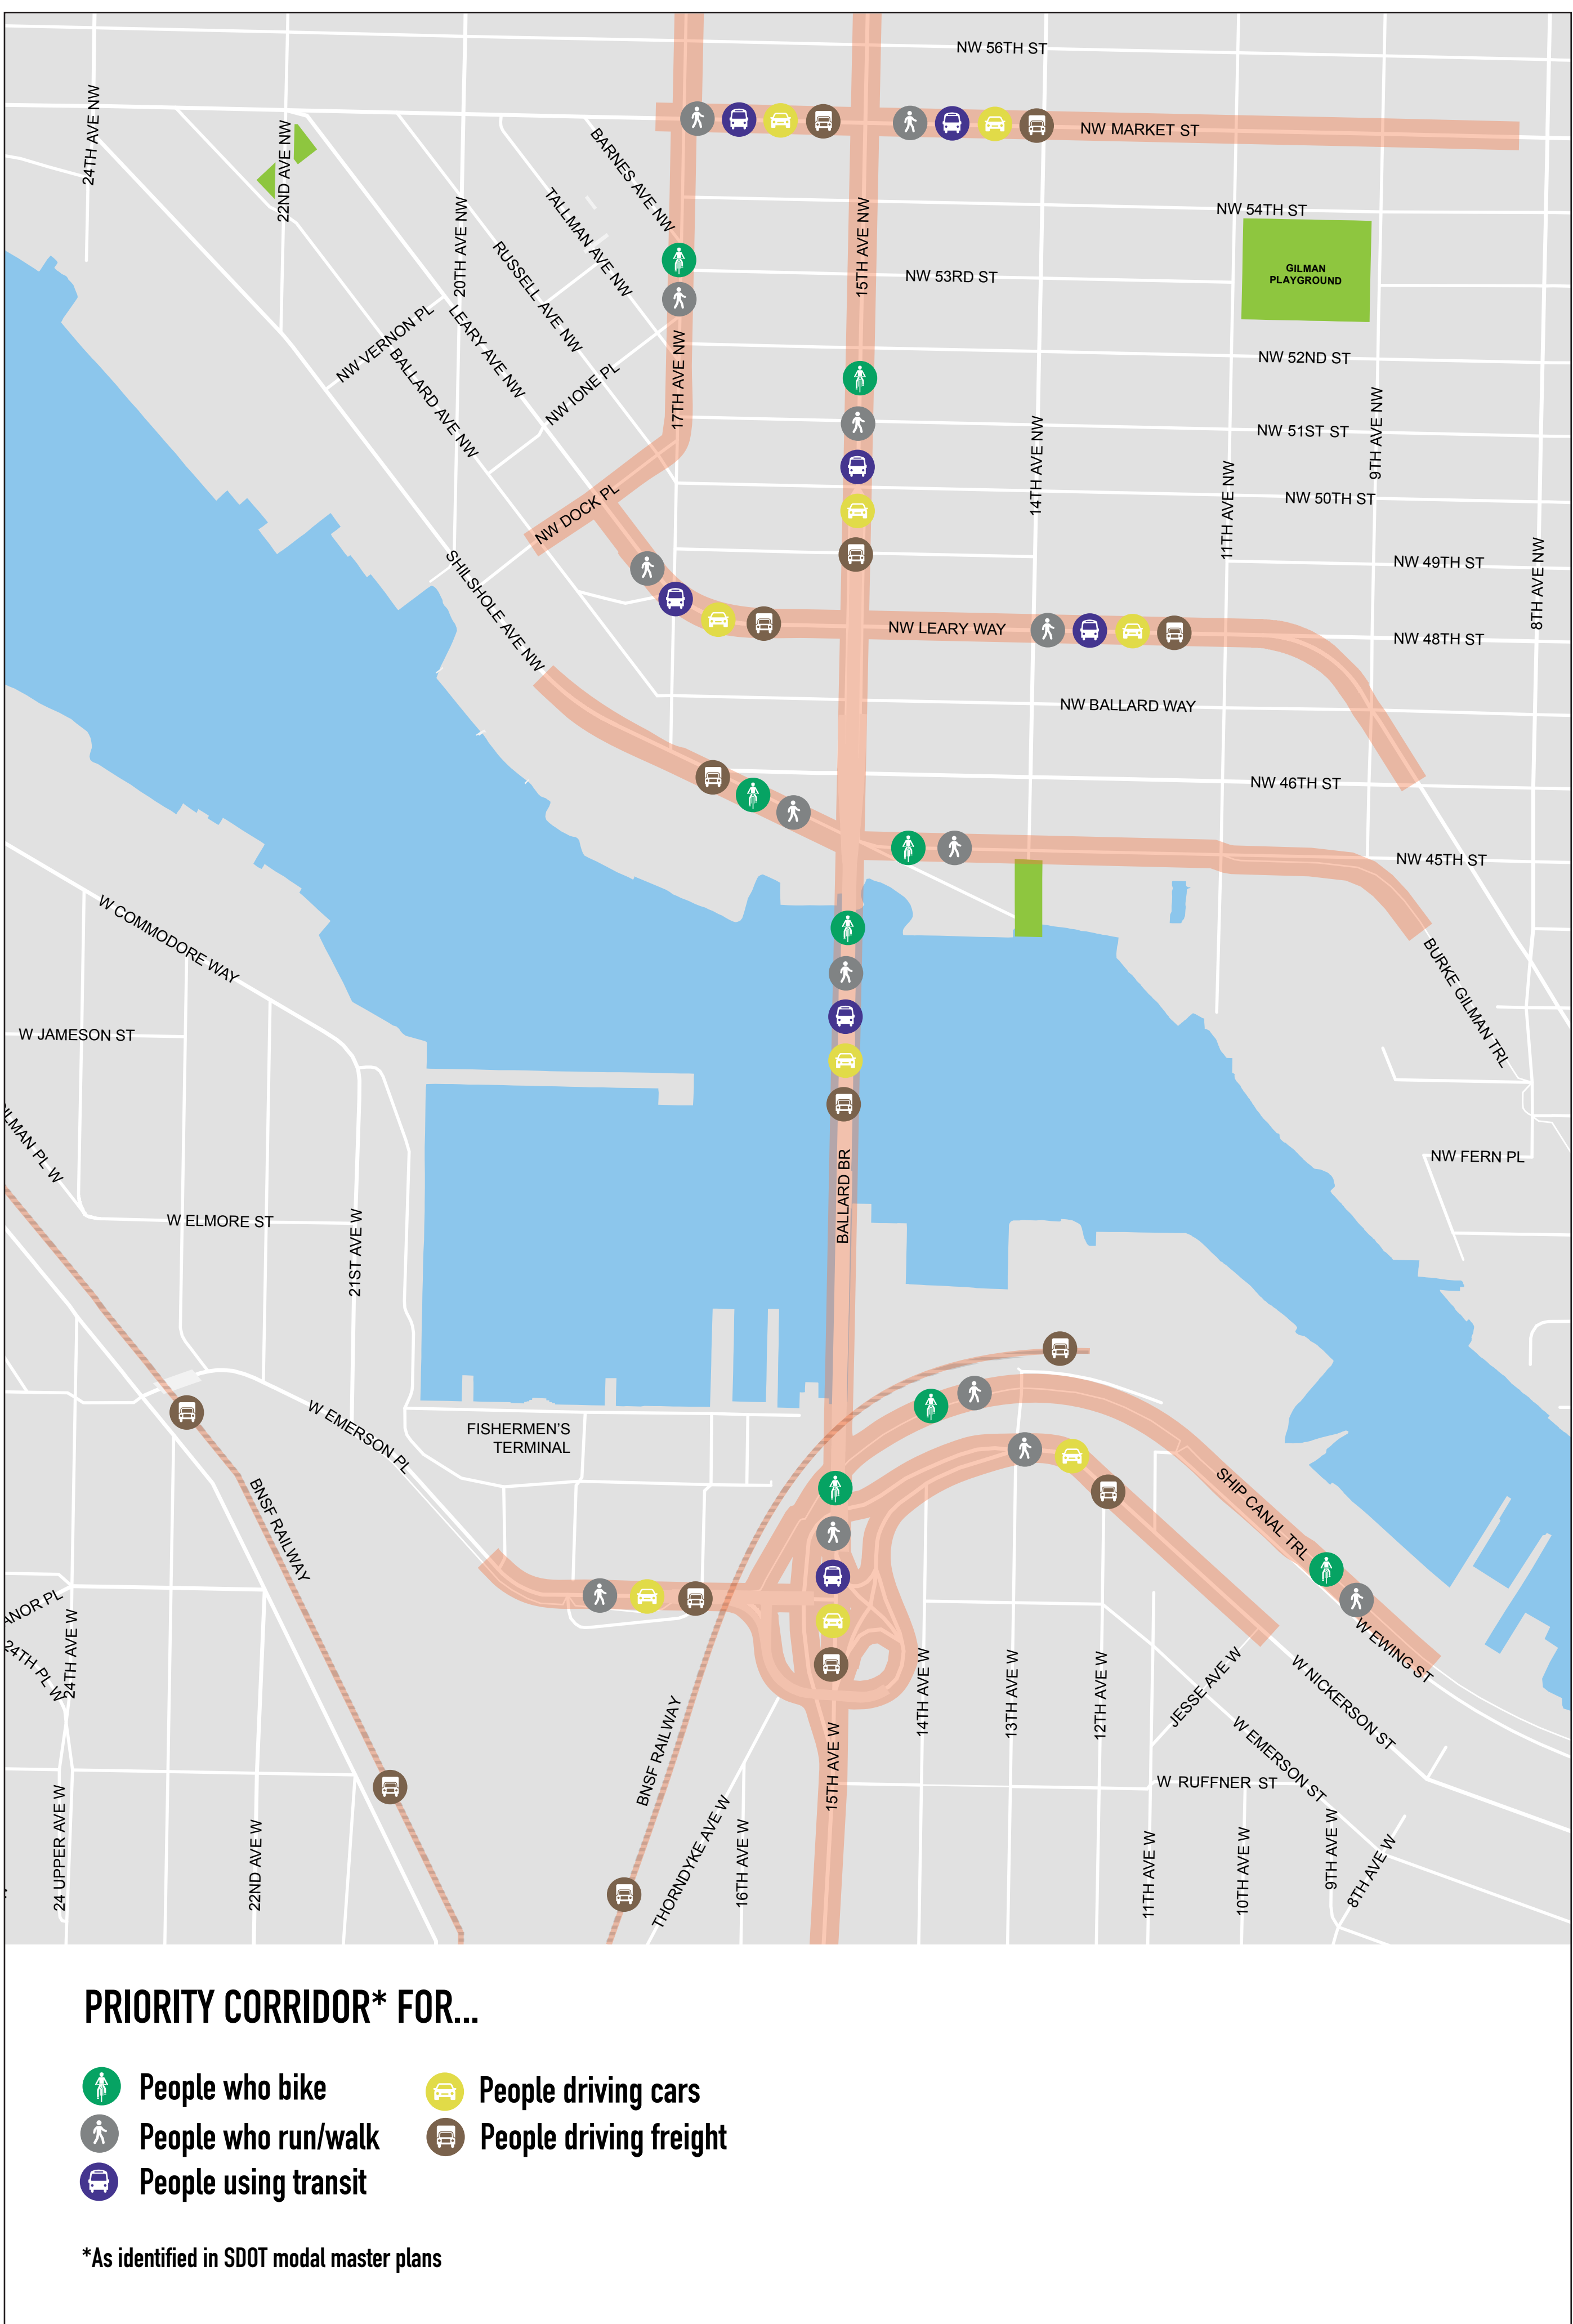 NW 56TH ST
24TH AVE NW
22ND AVE NW
BARNES AVE NW
NW MARKET ST
TALLMAN AVE NW
20TH AVE NW
15TH AVE NW
NW 54TH ST
RUSSELL AVE NW
NW 53RD ST
GILMAN
PLAYGROUND
NW VERNON PL
LEARY AVE NW
BALLARD AVE NW
NW IONE PL
17TH AVE NW
NW 52ND ST
NW 51ST ST
9TH AVE NW
14TH AVE NW
11TH AVE NW
NW 50TH ST
NW DOCK PL
NW 49TH ST
8TH AVE NW
SHILSHOLE AVE NW
NW LEARY WAY
NW 48TH ST
NW BALLARD WAY
NW 46TH ST
NW 45TH ST
W COMMODORE WAY
BURKE GILMAN TRL
W JAMESON ST
ILMAN PL W
NW FERN PL
BALLARD BR
W ELMORE ST
21ST AVE W
W EMERSON PL
FISHERMEN'S
TERMINAL
BNSF RAILWAY
SHIP CANAL TRL
ANOR PL
24TH PL W
24TH AVE W
W EWING ST
14TH AVE W
13TH AVE W
12TH AVE W
JESSE AVE W
W NICKERSON ST
W EMERSON ST
BNSF RAILWAY
15TH AVE W
W RUFFNER ST
24 UPPER AVE W
22ND AVE W
THORNDYKE AVE W
16TH AVE W
11TH AVE W
10TH AVE W
9TH AVE W
8TH AVE W
PRIORITY CORRIDOR* FOR...
People who bike
People driving cars
People who run/walk
People driving freight
People using transit
*As identified in SDOT modal master plans